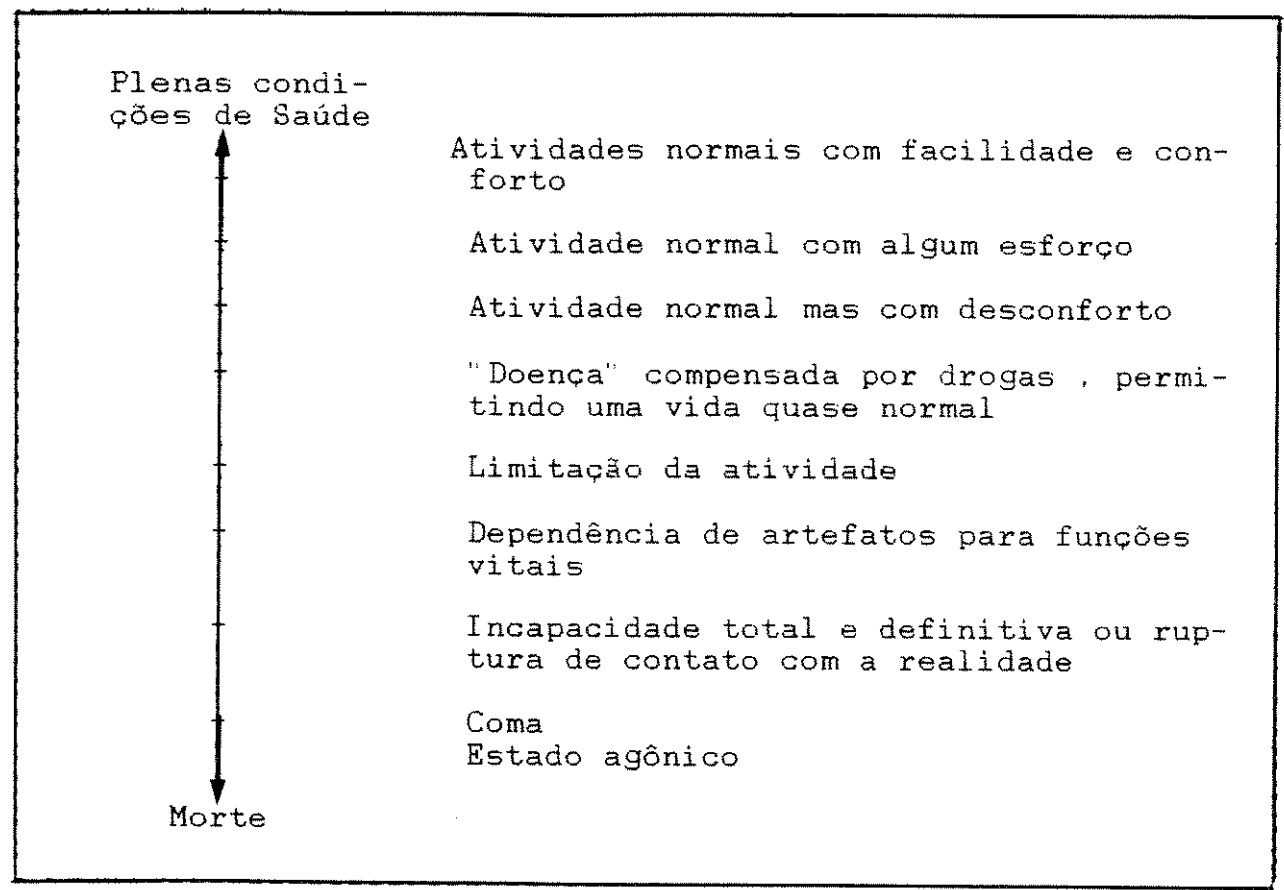 Plenas condi-
ções de Saúde
Atividades normais com facilidade e con-
forto
Atividade normal com algum esforço
Atividade normal mas com desconforto
"Doença" compensada por drogas , permi-
tindo uma vida quase normal
Limitação da atividade
Dependência de artefatos para funções
vitais
Incapacidade total e definitiva ou rup-
tura de contato com a realidade
Coma
Estado agônico
Morte